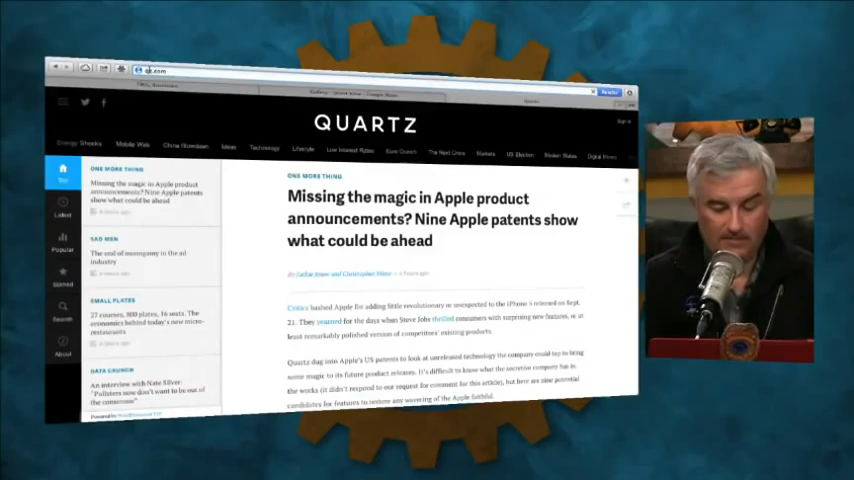 qz.com
Reader
QUARTZ
Sign in
Energy Shocks
Mobile Web
China Slowdown
Ideas
Technology
Lifestyle
Low Interest Rates
Euro Crunch
The Next Crisis
Markets
US Election
Modern States
Digital Money
Top
Latest
Popular
Starred
Search
About
ONE MORE THING
Missing the magic in Apple product
announcements? Nine Apple patents show
what could be ahead
SAD MEN
The end of monogamy in the ad
industry
SMALL PLATES
27 courses, 800 plates, 16 seats. The
economics behind today's new micro-
restaurants
DATA CRUNCH
An interview with Nate Silver:
"Pollsters now don't want to be out of
the consensus"
ONE MORE THING
Missing the magic in Apple product
announcements? Nine Apple patents show
what could be ahead
Critics bashed Apple for adding little revolutionary or unexpected to the iPhone 5 released on Sept.
21. They yearned for the days when Steve Jobs thrilled consumers with surprising new features, or at
least remarkably polished version of competitors' existing products.
Quartz dug into Apple's US patents to look at unreleased technology the company could tap to bring
some magic to its future product releases. It's difficult to know what the secretive company has in
the works (it didn't respond to our request for comment for this article), but here are nine potential
candidates for features to restore any wavering of the Apple faithful.